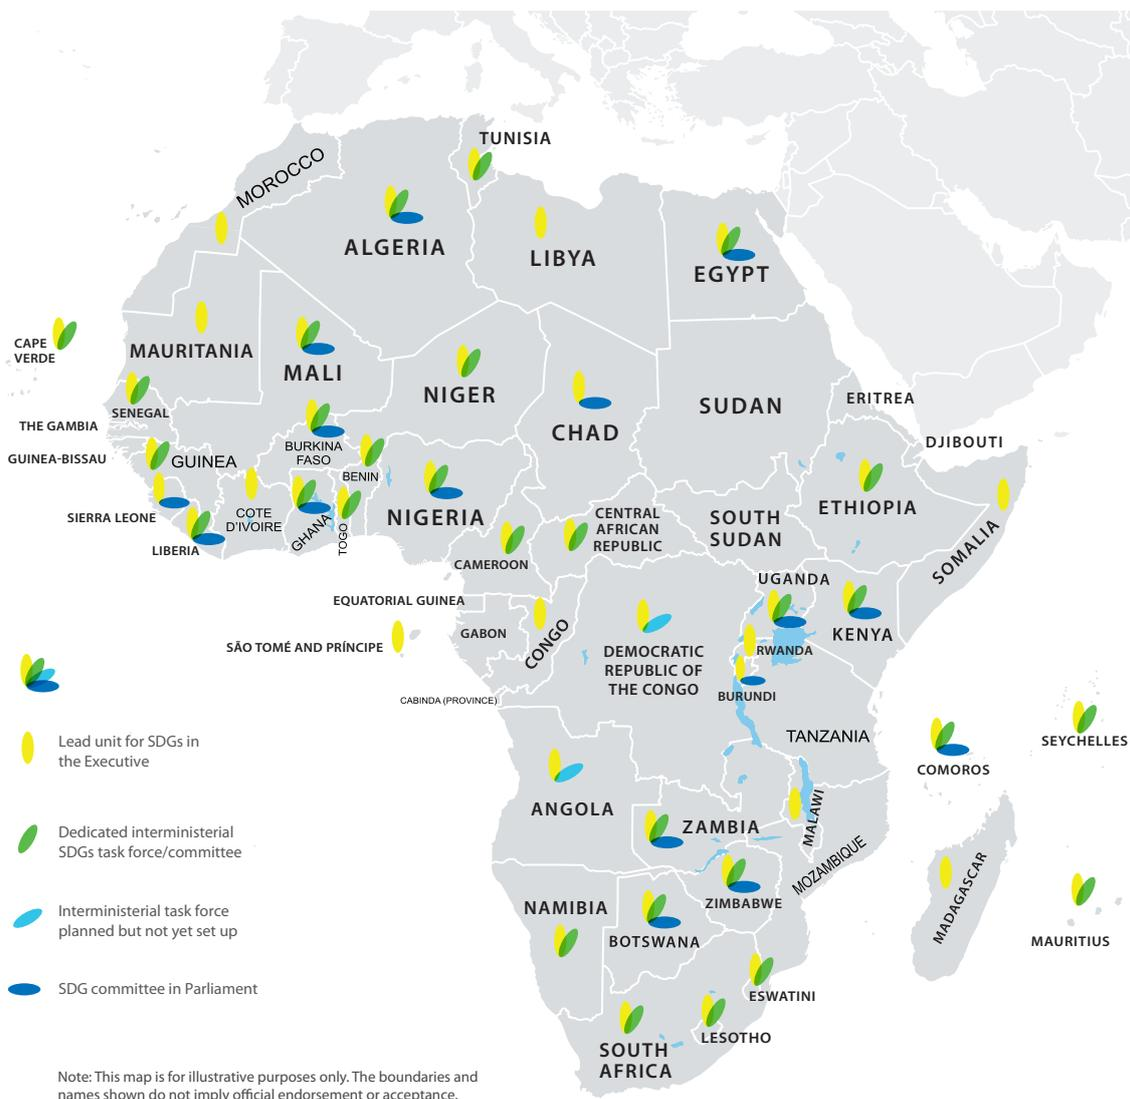 TUNISIA
MOROCCO
ALGERIA
LIBYA
EGYPT
CAPE
VERDE
MAURITANIA
MALI
NIGER
CHAD
SUDAN
ERITREA
SENEGAL
THE GAMBIA
GUINEA-BISSAU
GUINEA
BURKINA
FASO
BENIN
DJIBOUTI
SIERRA LEONE
LIBERIA
COTE
D'IVOIRE
GHANA
TOGO
NIGERIA
CAMEROON
CENTRAL
AFRICAN
REPUBLIC
SOUTH
SUDAN
ETHIOPIA
SOMALIA
EQUATORIAL GUINEA
SÃO TOMÉ AND PRÍNCIPE
GABON
CONGO
DEMOCRATIC
REPUBLIC OF
THE CONGO
UGANDA
KENYA
RWANDA
BURUNDI
CABINDA (PROVINCE)
TANZANIA
SEYCHELLES
COMOROS
ANGOLA
ZAMBIA
MALAWI
MOZAMBIQUE
ZIMBABWE
MADAGASCAR
MAURITIUS
NAMIBIA
BOTSWANA
ESWATINI
LESOTHO
SOUTH
AFRICA
Lead unit for SDGs in
the Executive
Dedicated interministerial
SDGs task force/committee
Interministerial task force
planned but not yet set up
SDG committee in Parliament
Note: This map is for illustrative purposes only. The boundaries and
names shown do not imply official endorsement or acceptance.